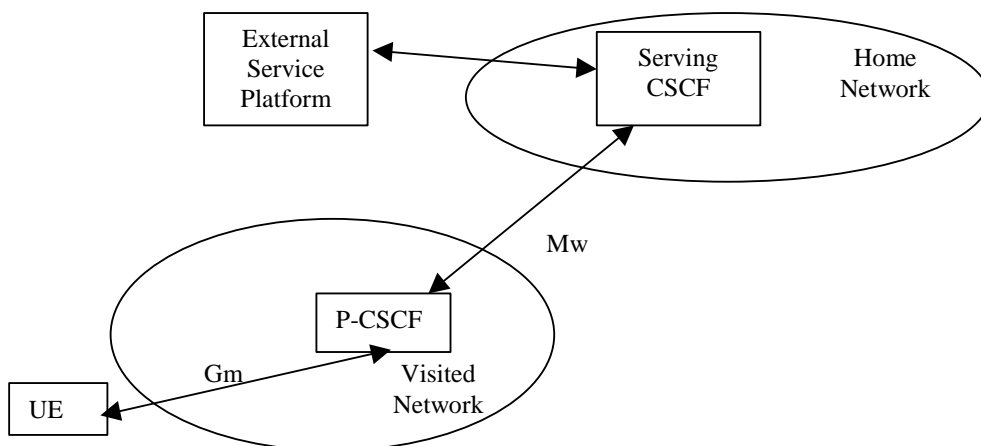 External
Service
Platform
Serving
CSCF
Home
Network
Mw
P-CSCF
Gm
Visited
Network
UE